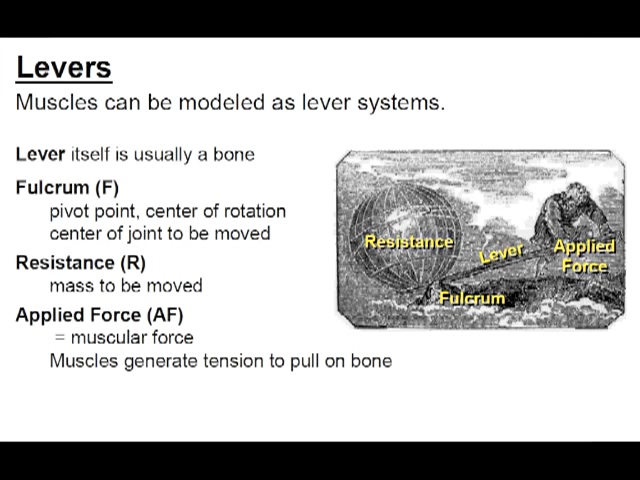 Levers
Muscles can be modeled as lever systems.
Lever itself is usually a bone
Fulcrum (F)
pivot point, center of rotation
center of joint to be moved
Resistance (R)
mass to be moved
Applied Force (AF)
= muscular force
Muscles generate tension to pull on bone
Resistance
Lever
Applied
Force
Fulcrum